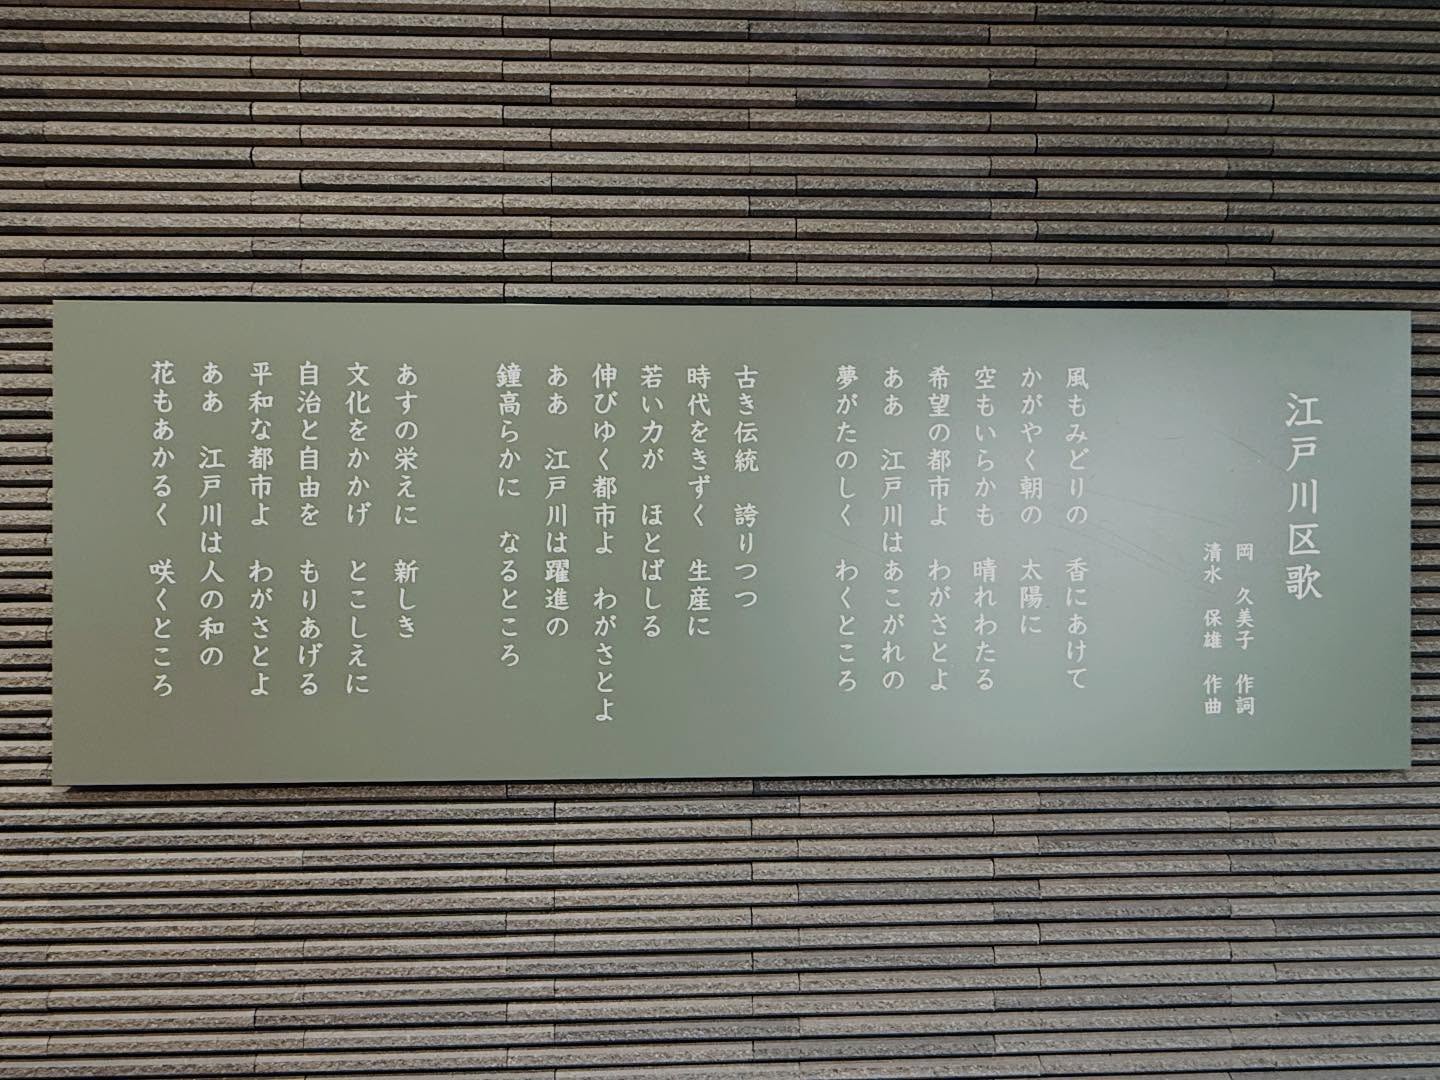 江戸川区歌
岡 久美子 作詞
清水 保雄 作曲
風もみどりの 香にあけて
かがやく朝の 太陽に
空もいらかも 晴れわたる
希望の都市よ わがさとよ
ああ 江戸川はあこがれの
夢がたのしく わくところ
古き伝統 誇りつつ
時代をきずく 生産に
若い力が ほとばしる
伸びゆく都市よ わがさとよ
ああ 江戸川は躍進の
鐘高らかに なるところ
あすの栄えに 新しき
文化をかかげ とこしえに
自治と自由を もりあげる
平和な都市よ わがさとよ
ああ 江戸川は人の和の
花もあかるく 咲くところ